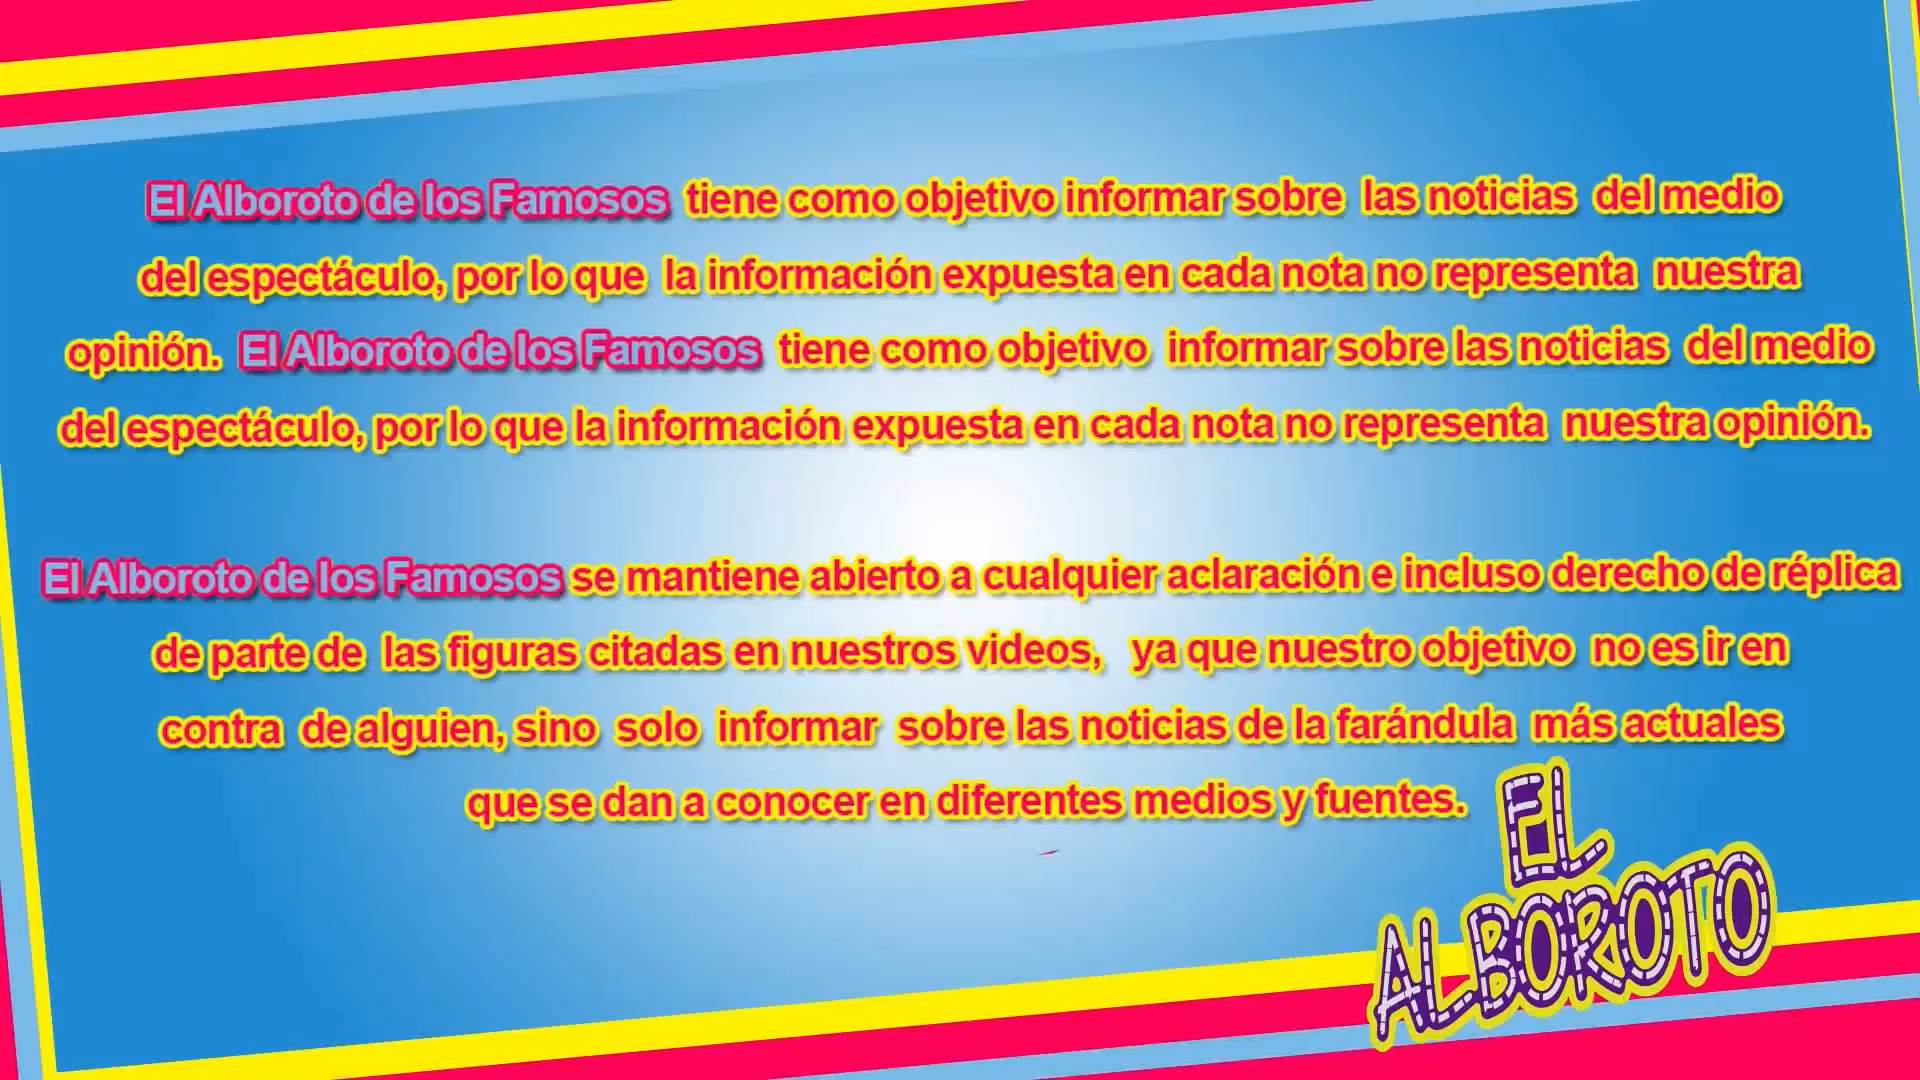 El Alboroto de los Famosos tiene como objetivo informar sobre las noticias del medio
del espectáculo, por lo que la información expuesta en cada nota no representa nuestra
opinión. El Alboroto de los Famosos tiene como objetivo informar sobre las noticias del medio
del espectáculo, por lo que la información expuesta en cada nota no representa nuestra opinión.
El Alboroto de los Famosos se mantiene abierto a cualquier aclaración e incluso derecho de réplica
de parte de las figuras citadas en nuestros videos, ya que nuestro objetivo no es ir en
contra de alguien, sino solo informar sobre las noticias de la farándula más actuales
que se dan a conocer en diferentes medios y fuentes.
EL
ALBOROTO